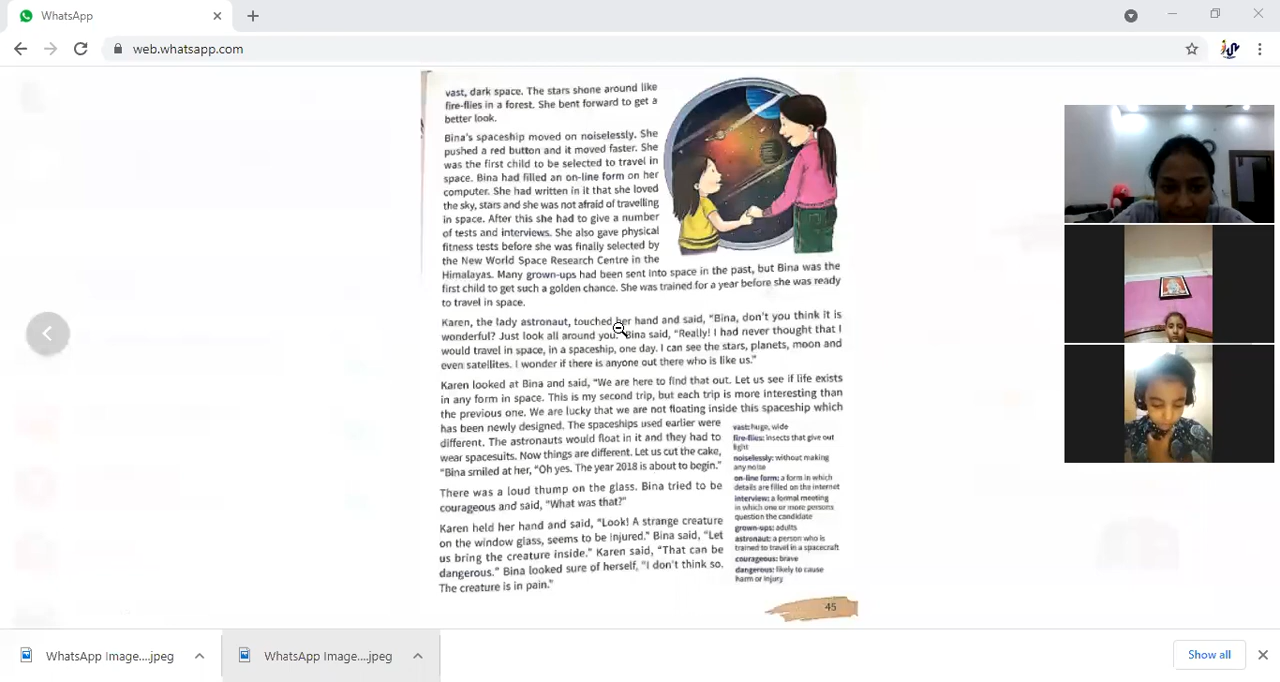 WhatsApp
web.whatsapp.com
vast, dark space. The stars shone around like
fire-flies in a forest. She bent forward to get a
better look.
Bina's spaceship moved on noiselessly. She
pushed a red button and it moved faster. She
was the first child to be selected to travel in
space. Bina had filled an on-line form on her
computer. She had written in it that she loved
the sky, stars and she was not afraid of travelling
in space. After this she had to give a number
of tests and interviews. She also gave physical
fitness tests before she was finally selected by
the New World Space Research Centre in the
Himalayas. Many grown-ups had been sent into space in the past, but Bina was the
first child to get such a golden chance. She was trained for a year before she was ready
to travel in space.
Karen, the lady astronaut, touched her hand and said, "Bina, don't you think it is
wonderful? Just look all around you." Bina said, "Really! I had never thought that I
would travel in space, in a spaceship, one day. I can see the stars, planets, moon and
even satellites. I wonder if there is anyone out there who is like us."
Karen looked at Bina and said, "We are here to find that out. Let us see if life exists
in any form in space. This is my second trip, but each trip is more interesting than
the previous one. We are lucky that we are not floating inside this spaceship which
has been newly designed. The spaceships used earlier were
different. The astronauts would float in it and they had to
wear spacesuits. Now things are different. Let us cut the cake,
"Bina smiled at her, "Oh yes. The year 2018 is about to begin."
There was a loud thump on the glass. Bina tried to be
courageous and said, "What was that?"
Karen held her hand and said, "Look! A strange creature
on the window glass, seems to be injured." Bina said, "Let
us bring the creature inside." Karen said, "That can be
dangerous." Bina looked sure of herself, "I don't think so.
The creature is in pain."
vast: huge, wide
fire-flies: insects that give out
light
noiselessly: without making
any noise
on-line form: a form in which
details are filled on the internet
interview: a formal meeting
in which one or more persons
question the candidate
grown-ups: adults
astronaut: a person who is
trained to travel in a spacecraft
courageous: brave
dangerous: likely to cause
harm or injury
45
WhatsApp Image....jpeg
WhatsApp Image....jpeg
Show all